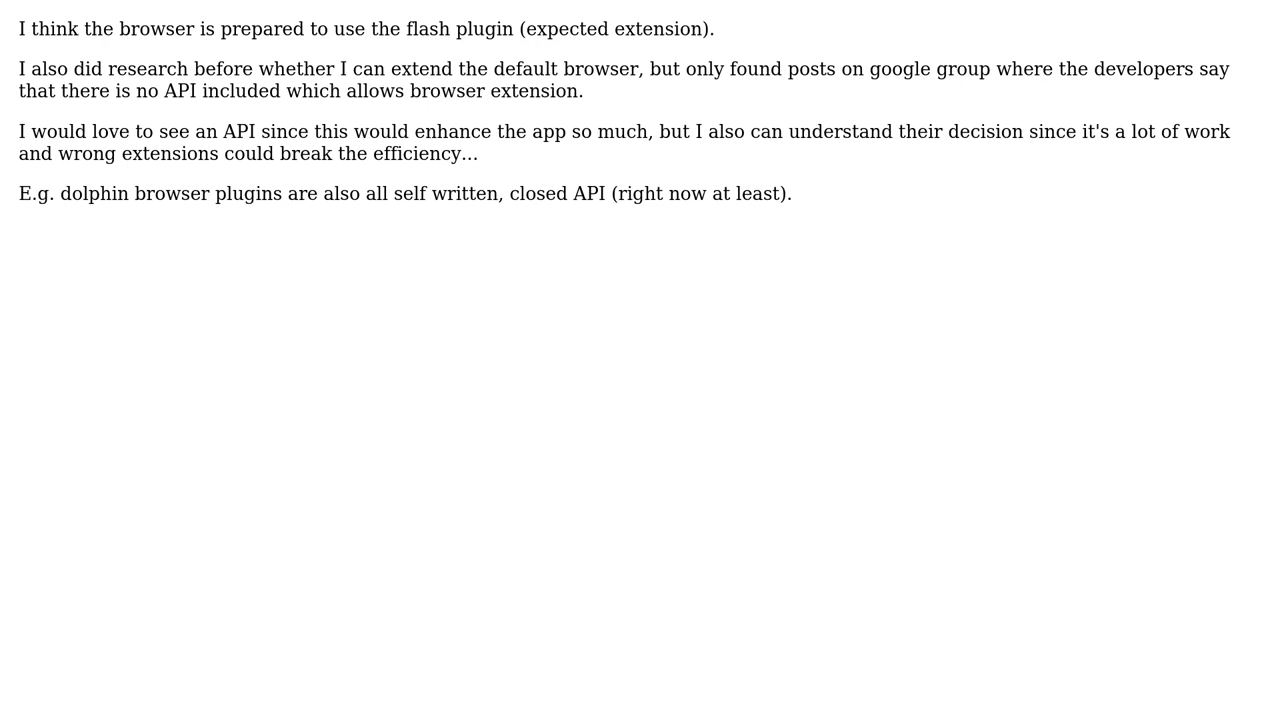 I think the browser is prepared to use the flash plugin (expected extension).
I also did research before whether I can extend the default browser, but only found posts on google group where the developers say
that there is no API included which allows browser extension.
I would love to see an API since this would enhance the app so much, but I also can understand their decision since it's a lot of work
and wrong extensions could break the efficiency...
E.g. dolphin browser plugins are also all self written, closed API (right now at least).